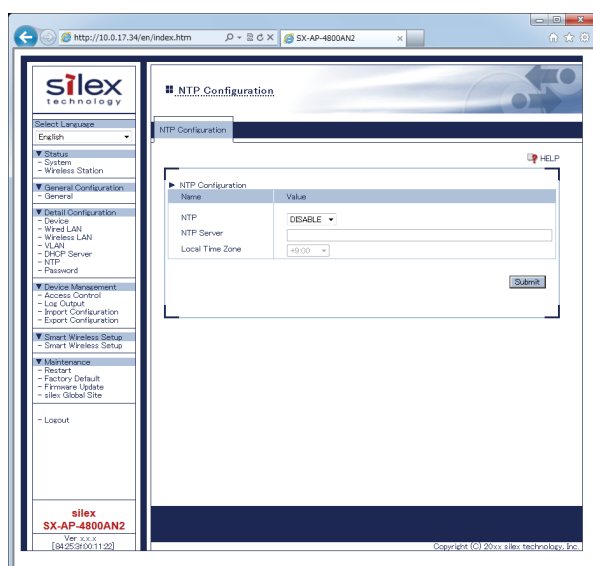 http://10.0.17.34/en/index.htm
SX-AP-4800AN2
silex
technology
Select Language
English
▼ Status
- System
- Wireless Station
▼ General Configuration
- General
▼ Detail Configuration
- Device
- Wired LAN
- Wireless LAN
- VLAN
- DHCP Server
- NTP
- Password
▼ Device Management
- Access Control
- Log Output
- Import Configuration
- Export Configuration
▼ Smart Wireless Setup
- Smart Wireless Setup
▼ Maintenance
- Restart
- Factory Default
- Firmware Update
- silex Global Site
- Logout
silex
SX-AP-4800AN2
Ver x.x.x
[84:25:3f:00:11:22]
NTP Configuration
NTP Configuration
HELP
▶ NTP Configuration
Name Value
NTP DISABLE
NTP Server
Local Time Zone +9:00
Submit
Copyright (C) 20xx silex technology, Inc.